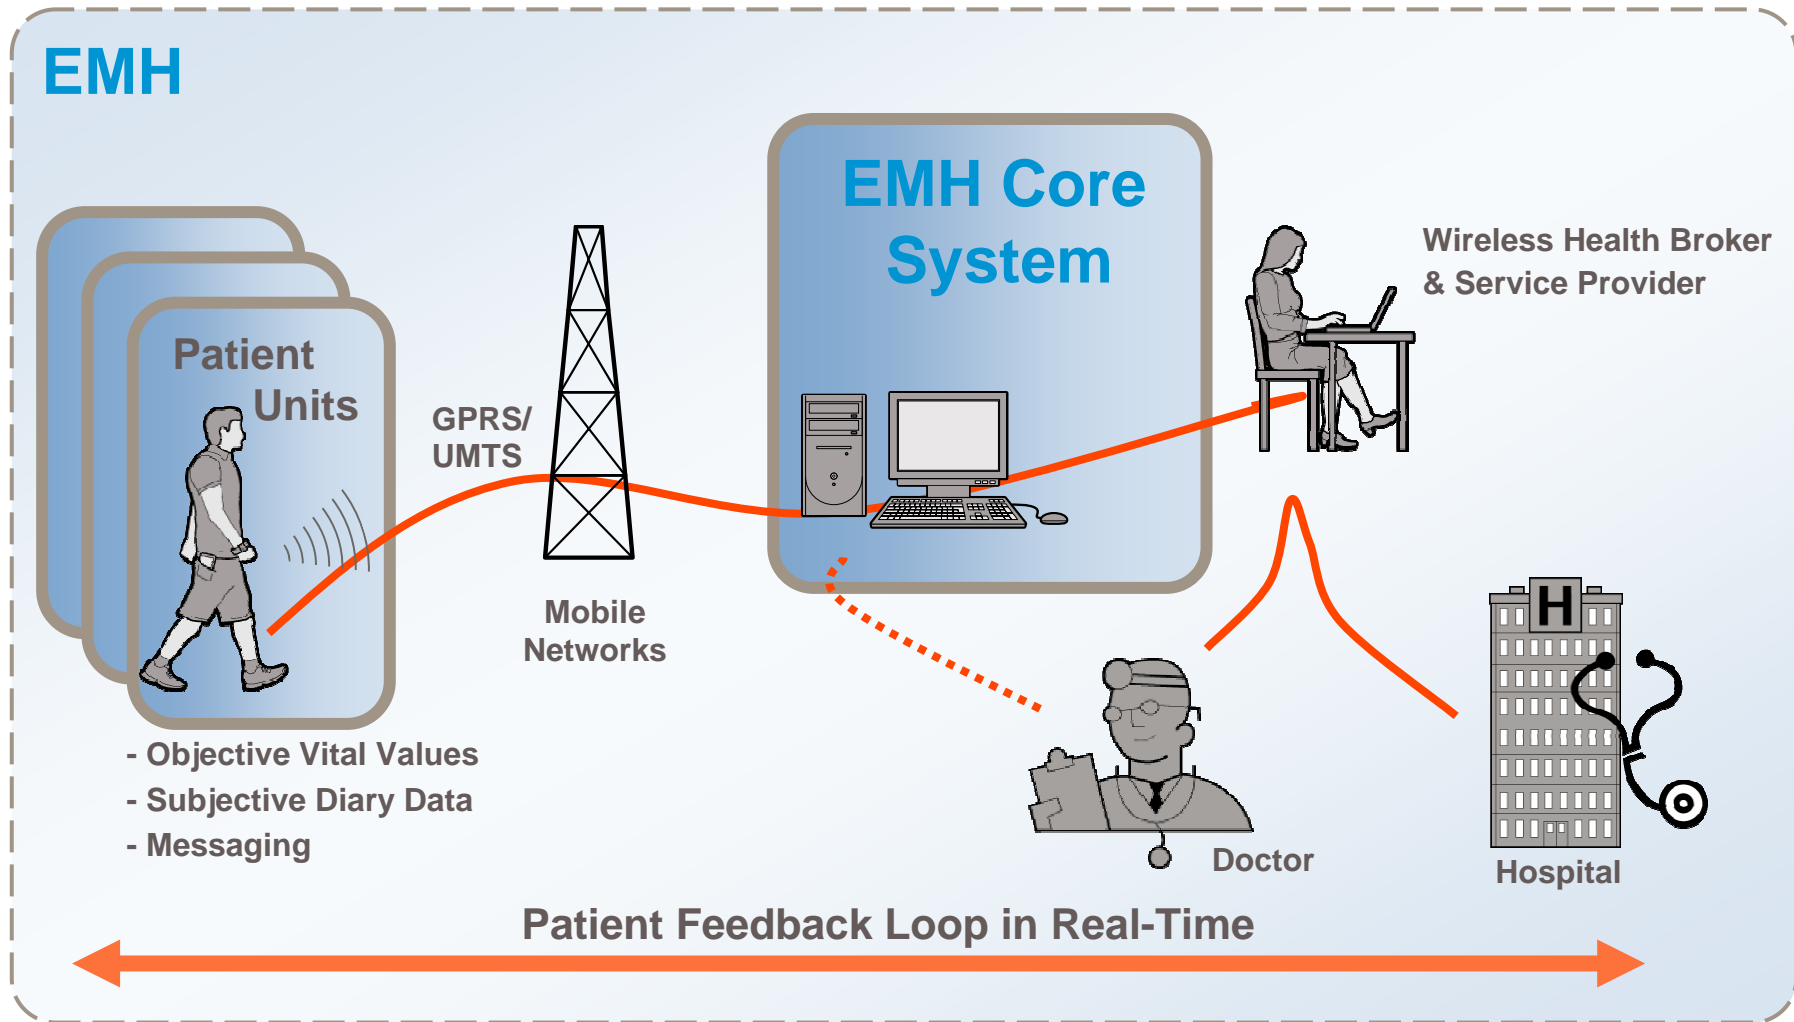 EMH
EMH Core
System
Wireless Health Broker
& Service Provider
Patient
Units
GPRS/
UMTS
Mobile
Networks
H
- Objective Vital Values
- Subjective Diary Data
- Messaging
Doctor
Hospital
Patient Feedback Loop in Real-Time